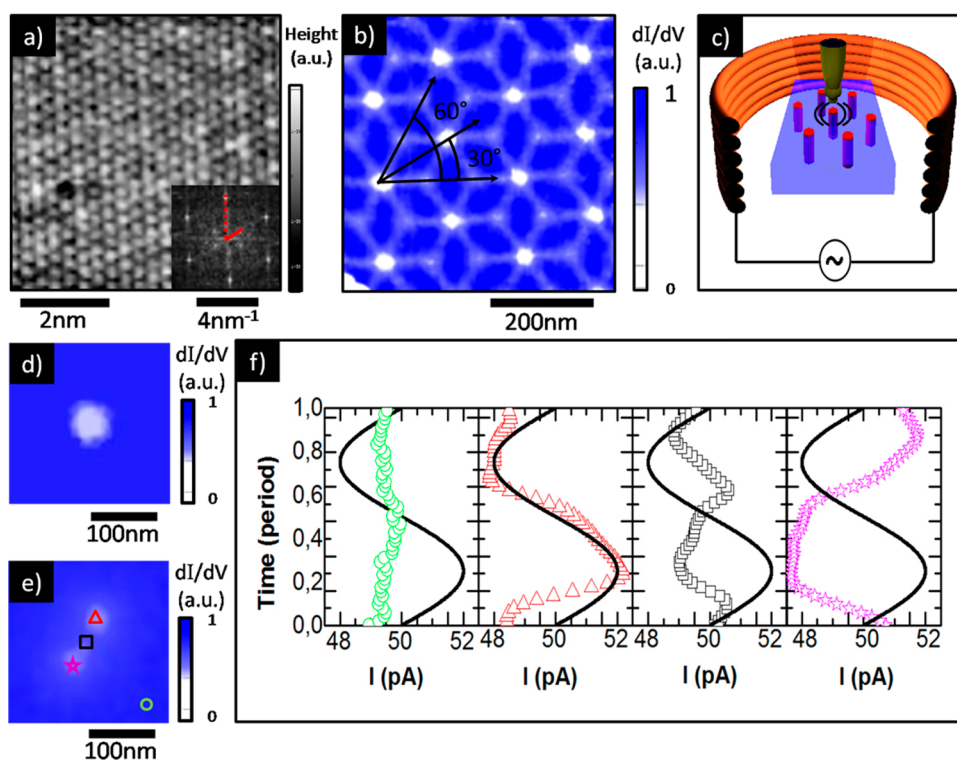 a)
Height
(a.u.)
2nm
4nm⁻¹
b)
60°
30°
200nm
dI/dV
(a.u.)
1
0
c)
~
d)
dI/dV
(a.u.)
1
0
100nm
e)
dI/dV
(a.u.)
1
0
100nm
f)
Time (period)
1,0
0,8
0,6
0,4
0,2
0,0
48 50 52 48 50 52 48 50 52 48 50 52
I (pA) I (pA) I (pA) I (pA)